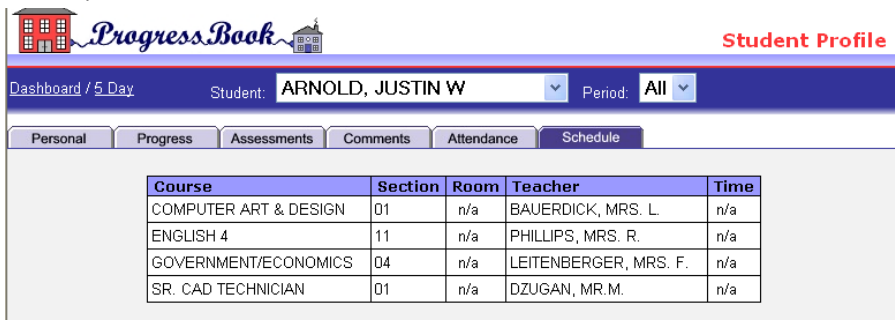 ProgressBook
Student Profile
Dashboard / 5 Day Student: ARNOLD, JUSTIN W Period: All
Personal Progress Assessments Comments Attendance Schedule
Course Section Room Teacher Time
COMPUTER ART & DESIGN 01 n/a BAUERDICK, MRS. L. n/a
ENGLISH 4 11 n/a PHILLIPS, MRS. R. n/a
GOVERNMENT/ECONOMICS 04 n/a LEITENBERGER, MRS. F. n/a
SR. CAD TECHNICIAN 01 n/a DZUGAN, MR.M. n/a